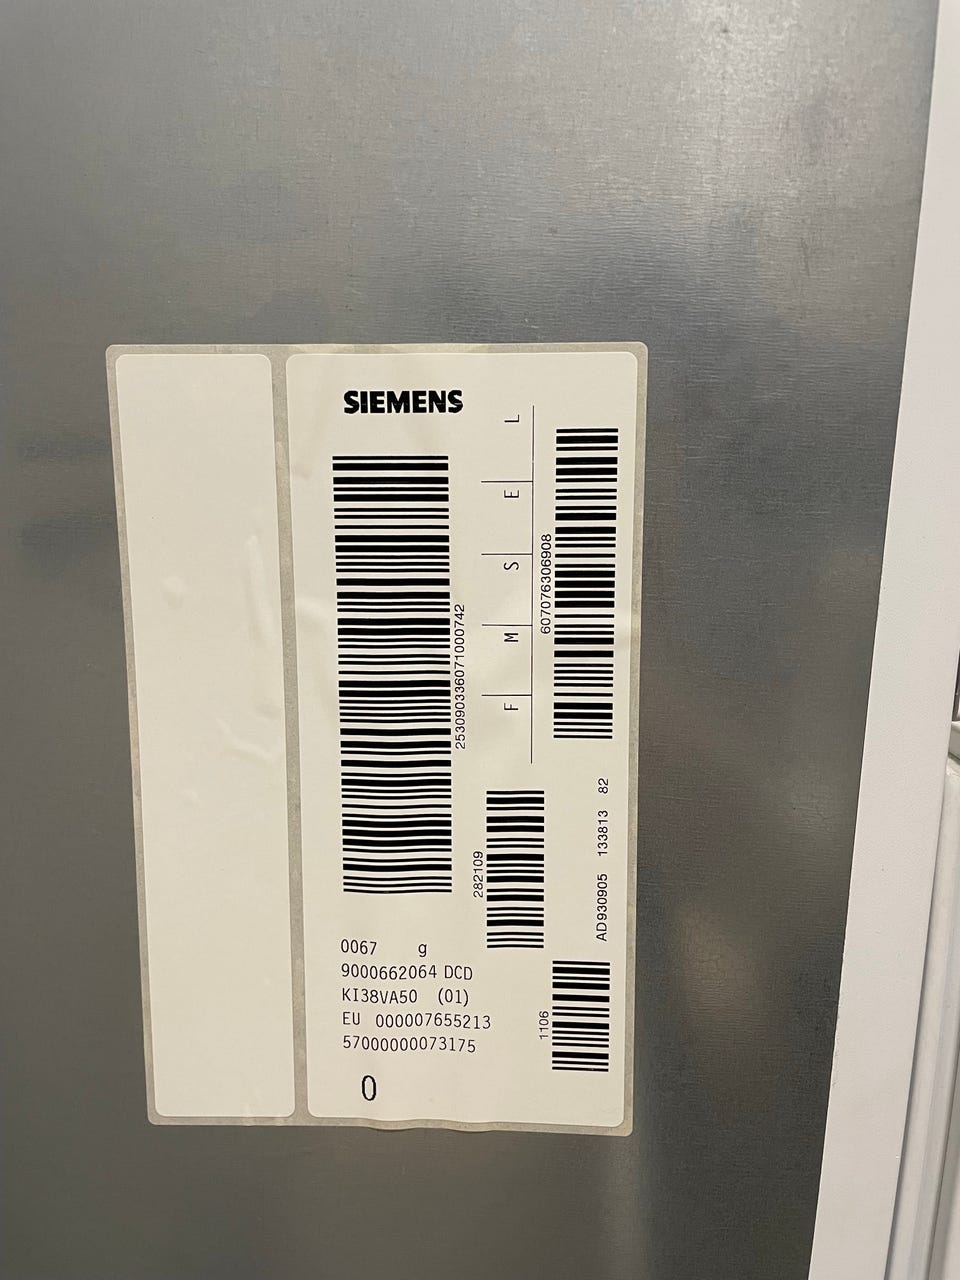 SIEMENS
253090336071000742
L
E
S
M
F
607076306908
282109
AD930905 133813 82
1106
0067 g
9000662064 DCD
KI38VA50 (01)
EU 000007655213
57000000073175
0